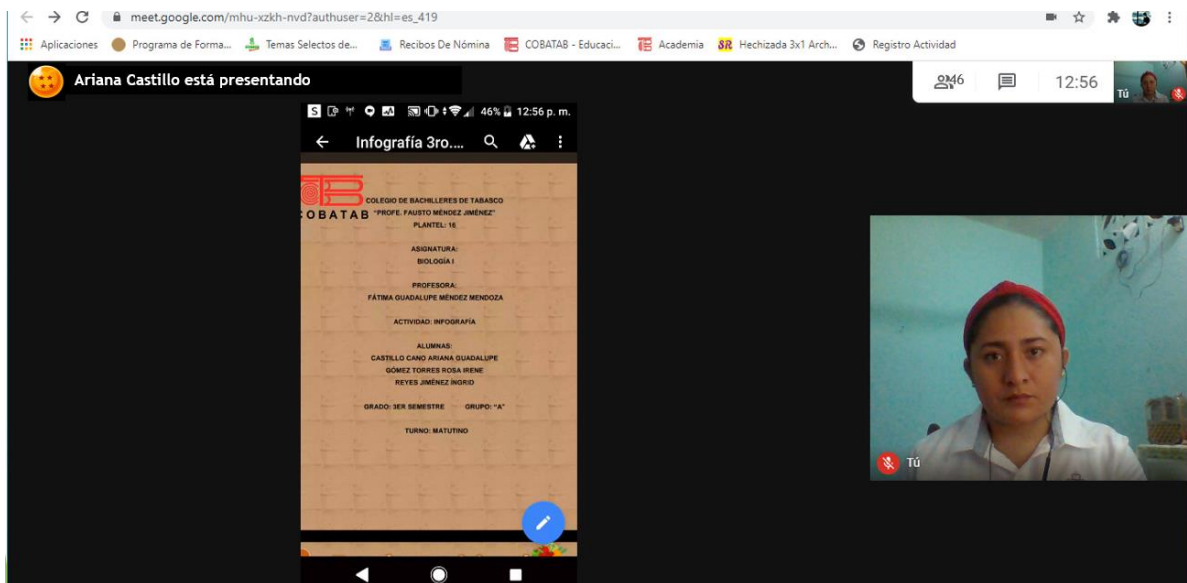 meet.google.com/mhu-xzkh-nvd?authuser=2&hl=es_419
Aplicaciones Programa de Forma... Temas Selectos de... Recibos De Nómina COBATAB - Educaci... Academia SR Hechizada 3x1 Arch... Registro Actividad
Ariana Castillo está presentando
46 12:56
Tú
S 46% 12:56 p. m.
Infografía 3ro....
COLEGIO DE BACHILLERES DE TABASCO
OBATAB "PROFE. FAUSTO MÉNDEZ JIMÉNEZ"
PLANTEL: 16
ASIGNATURA:
BIOLOGÍA I
PROFESORA:
FÁTIMA GUADALUPE MÉNDEZ MENDOZA
ACTIVIDAD: INFOGRAFÍA
ALUMNAS:
CASTILLO CANO ARIANA GUADALUPE
GÓMEZ TORRES ROSA IRENE
REYES JIMÉNEZ INGRID
GRADO: 3ER SEMESTRE GRUPO: "A"
TURNO: MATUTINO
Tú